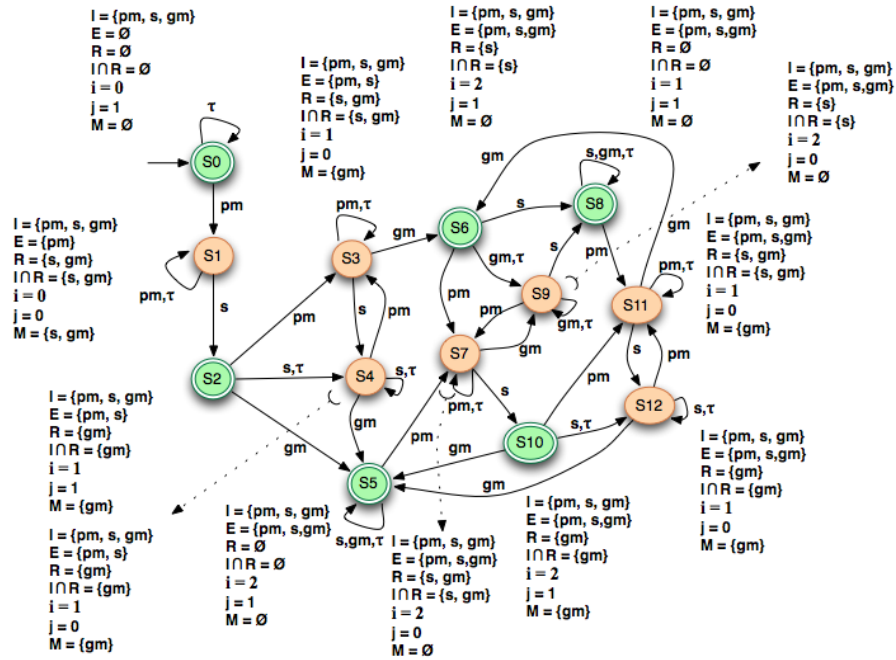 I = {pm, s, gm}
E = Ø
R = Ø
I∩R = Ø
i = 0
j = 1
M = Ø
I = {pm, s, gm}
E = {pm, s}
R = {s, gm}
I∩R = {s, gm}
i = 1
j = 0
M = {gm}
I = {pm, s, gm}
E = {pm, s,gm}
R = {s}
I∩R = {s}
i = 2
j = 1
M = Ø
I = {pm, s, gm}
E = {pm, s,gm}
R = Ø
I∩R = Ø
i = 1
j = 1
M = Ø
I = {pm, s, gm}
E = {pm, s,gm}
R = {s}
I∩R = {s}
i = 2
j = 0
M = Ø
τ
S0
pm
I = {pm, s, gm}
E = {pm}
R = {s, gm}
I∩R = {s, gm}
i = 0
j = 0
M = {s, gm}
S1
pm,τ
s
S2
pm
s,τ
gm
pm,τ
S3
gm
s
pm
S4
s,τ
gm
gm
S6
s
gm,τ
pm
s,gm,τ
S8
pm
s
S9
gm,τ
pm
gm
S7
pm,τ
s
pm
gm
pm,τ
S11
s
pm
S12
s,τ
gm
S10
pm
s,τ
gm
S5
s,gm,τ
I = {pm, s, gm}
E = {pm, s,gm}
R = {s, gm}
I∩R = {s, gm}
i = 1
j = 0
M = {gm}
I = {pm, s, gm}
E = {pm, s}
R = {gm}
I∩R = {gm}
i = 1
j = 1
M = {gm}
I = {pm, s, gm}
E = {pm, s}
R = {gm}
I∩R = {gm}
i = 1
j = 0
M = {gm}
I = {pm, s, gm}
E = {pm, s,gm}
R = Ø
I∩R = Ø
i = 2
j = 1
M = Ø
I = {pm, s, gm}
E = {pm, s,gm}
R = {s, gm}
I∩R = {s, gm}
i = 2
j = 0
M = Ø
I = {pm, s, gm}
E = {pm, s,gm}
R = {gm}
I∩R = {gm}
i = 2
j = 1
M = {gm}
I = {pm, s, gm}
E = {pm, s,gm}
R = {gm}
I∩R = {gm}
i = 1
j = 0
M = {gm}